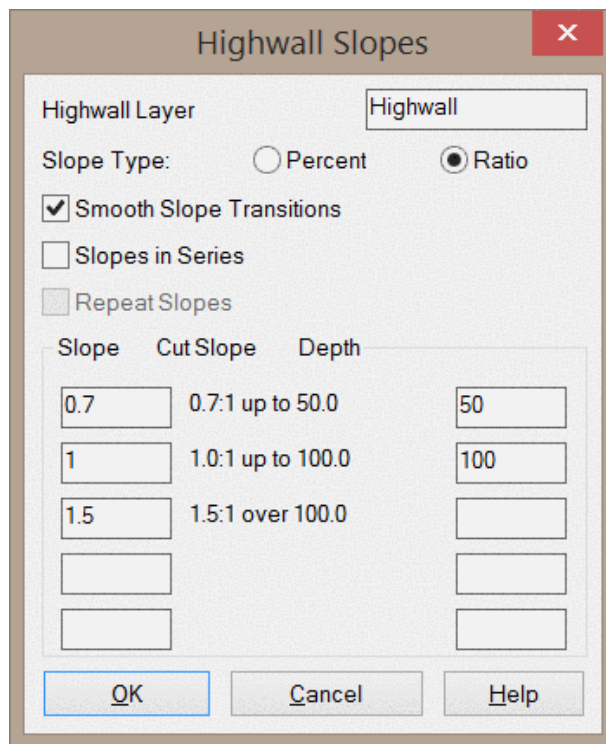 Highwall Slopes
Highwall Layer Highwall
Slope Type: Percent Ratio
Smooth Slope Transitions
Slopes in Series
Repeat Slopes
Slope Cut Slope Depth
0.7 0.7:1 up to 50.0 50
1 1.0:1 up to 100.0 100
1.5 1.5:1 over 100.0
OK Cancel Help